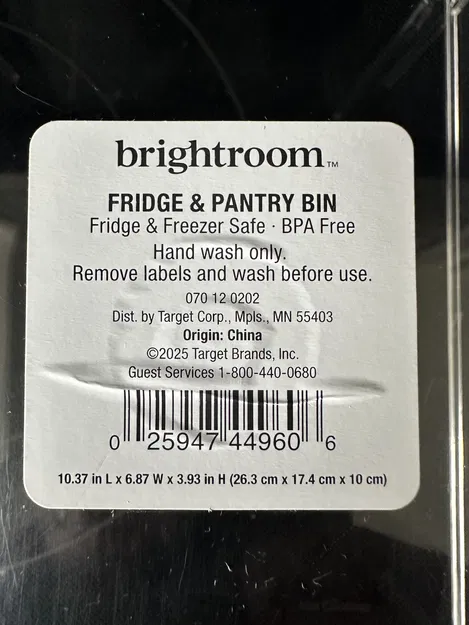 brightroom™
FRIDGE & PANTRY BIN
Fridge & Freezer Safe · BPA Free
Hand wash only.
Remove labels and wash before use.
070 12 0202
Dist. by Target Corp., Mpls., MN 55403
Origin: China
©2025 Target Brands, Inc.
Guest Services 1-800-440-0680
0 25947 44960 6
10.37 in L x 6.87 W x 3.93 in H (26.3 cm x 17.4 cm x 10 cm)